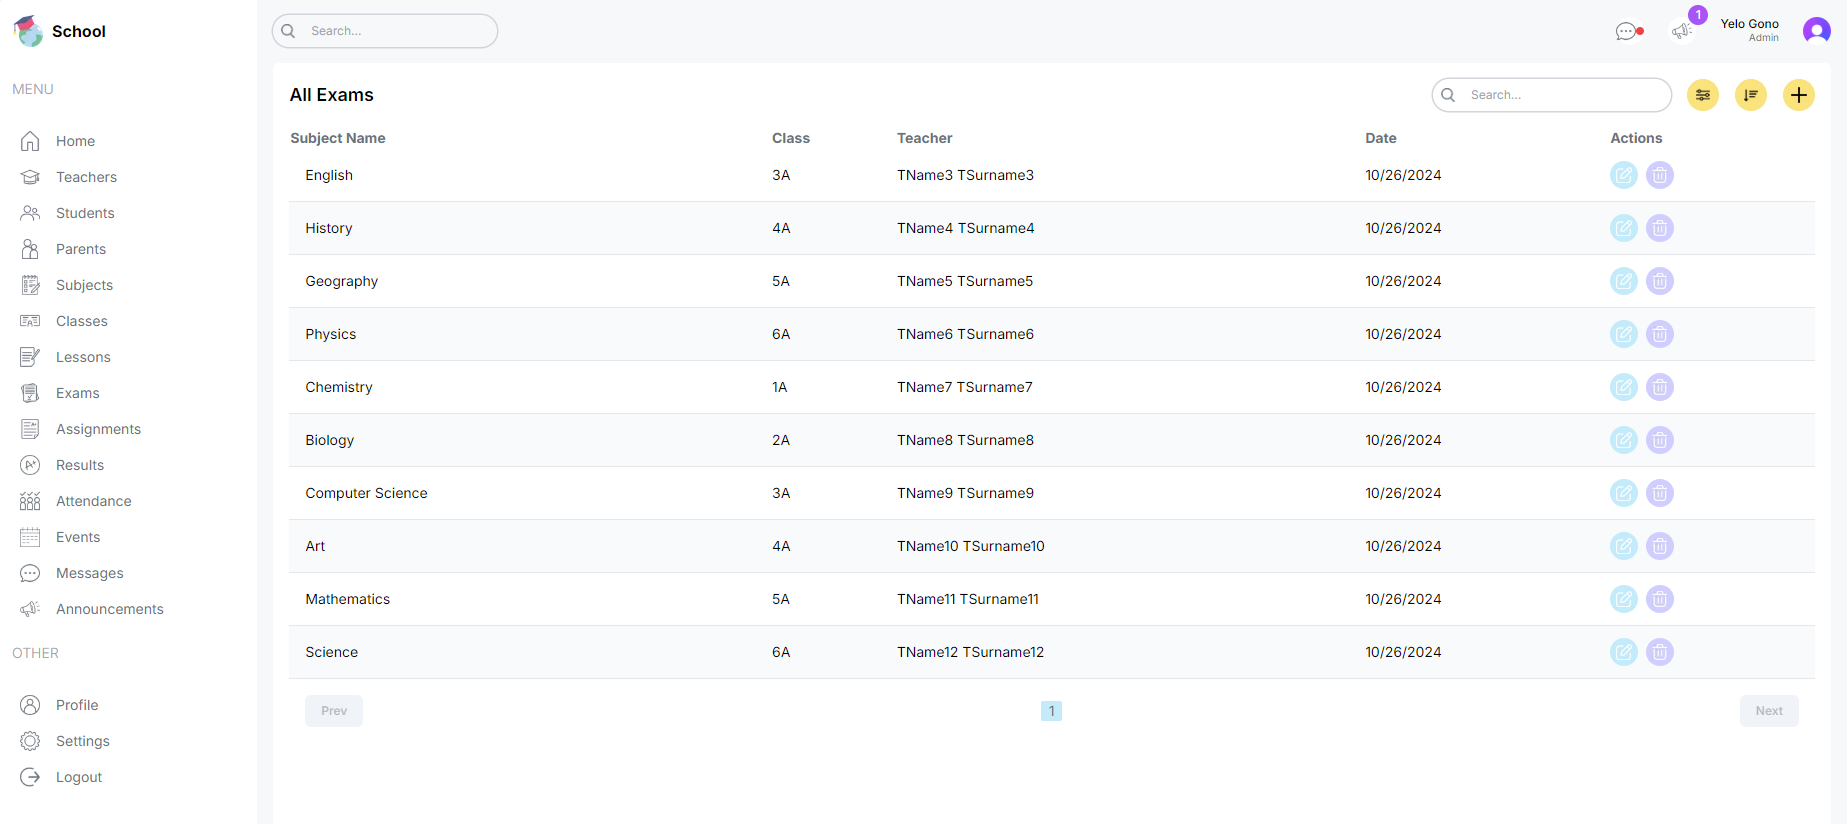 School
MENU
Home
Teachers
Students
Parents
Subjects
Classes
Lessons
Exams
Assignments
Results
Attendance
Events
Messages
Announcements
OTHER
Profile
Settings
Logout
Search...
1
Yelo Gono
Admin
All Exams
Search...
Subject Name Class Teacher Date Actions
English 3A TName3 TSurname3 10/26/2024
History 4A TName4 TSurname4 10/26/2024
Geography 5A TName5 TSurname5 10/26/2024
Physics 6A TName6 TSurname6 10/26/2024
Chemistry 1A TName7 TSurname7 10/26/2024
Biology 2A TName8 TSurname8 10/26/2024
Computer Science 3A TName9 TSurname9 10/26/2024
Art 4A TName10 TSurname10 10/26/2024
Mathematics 5A TName11 TSurname11 10/26/2024
Science 6A TName12 TSurname12 10/26/2024
Prev 1 Next